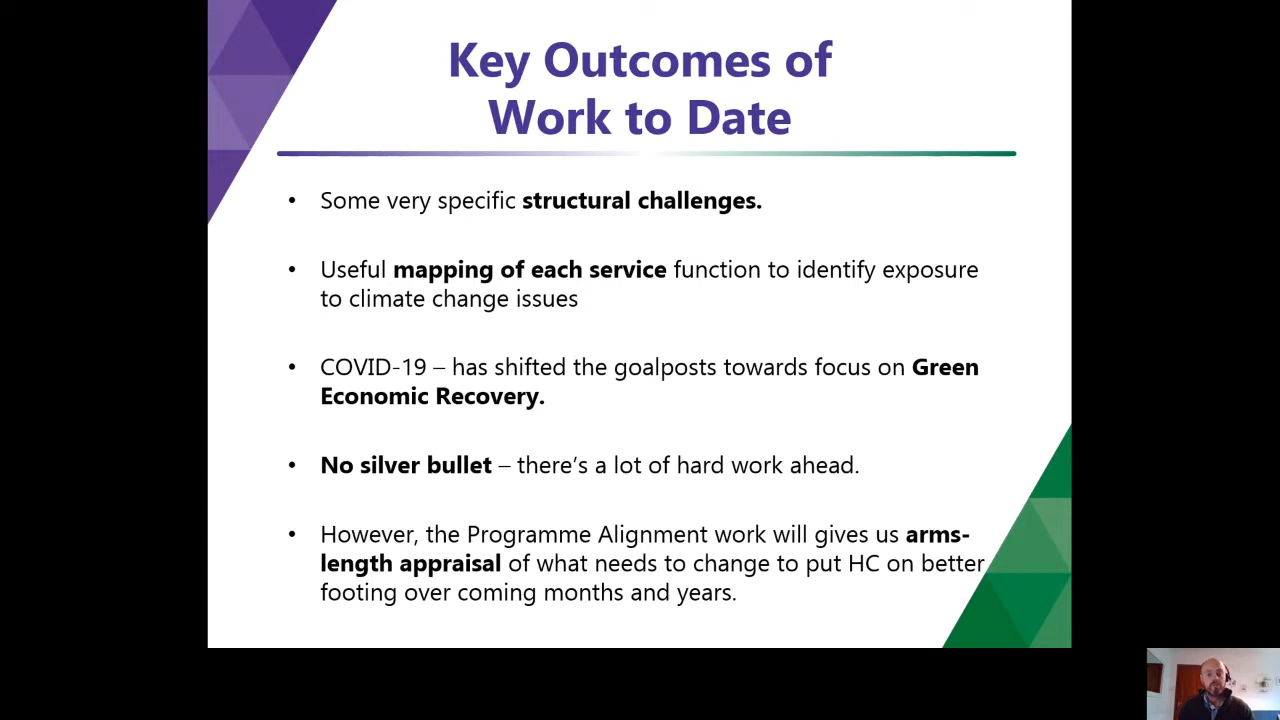 Key Outcomes of
Work to Date
• Some very specific structural challenges.
• Useful mapping of each service function to identify exposure
to climate change issues
• COVID-19 – has shifted the goalposts towards focus on Green
Economic Recovery.
• No silver bullet – there's a lot of hard work ahead.
• However, the Programme Alignment work will gives us arms-
length appraisal of what needs to change to put HC on better
footing over coming months and years.